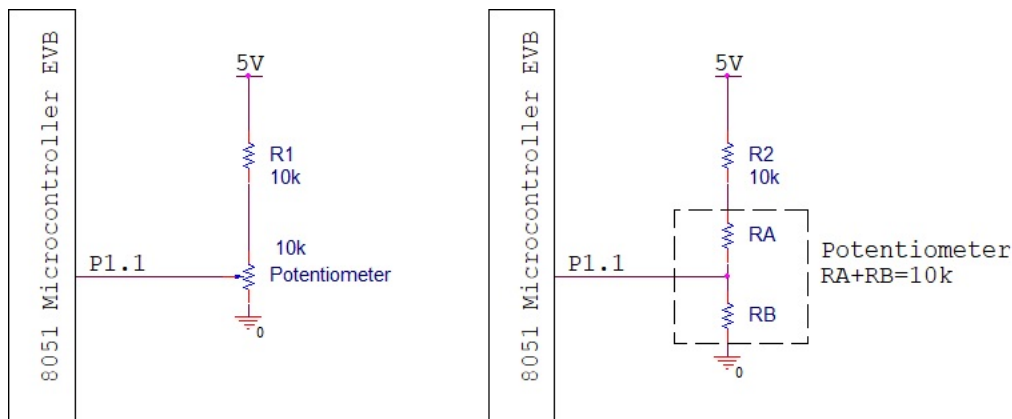 8051 Microcontroller EVB
5V
R1
10k
10k
Potentiometer
P1.1
0
8051 Microcontroller EVB
5V
R2
10k
RA
P1.1
Potentiometer
RA+RB=10k
RB
0